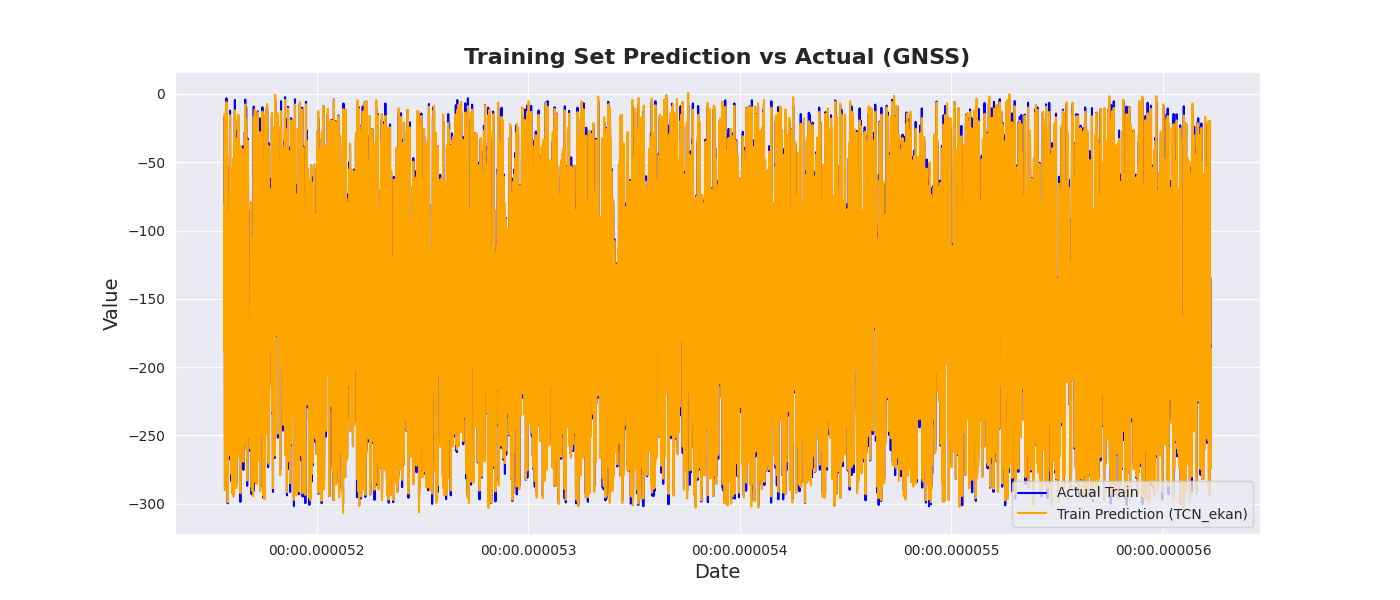 Training Set Prediction vs Actual (GNSS)
Value
0
−50
−100
−150
−200
−250
−300
Actual Train
Train Prediction (TCN_ekan)
00:00.000052
00:00.000053
00:00.000054
00:00.000055
00:00.000056
Date